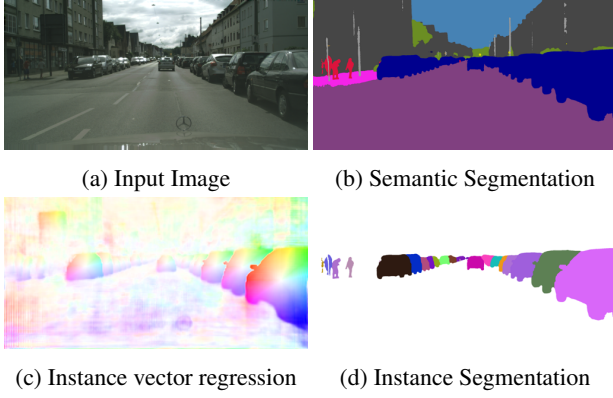 (a) Input Image
(b) Semantic Segmentation
(c) Instance vector regression
(d) Instance Segmentation